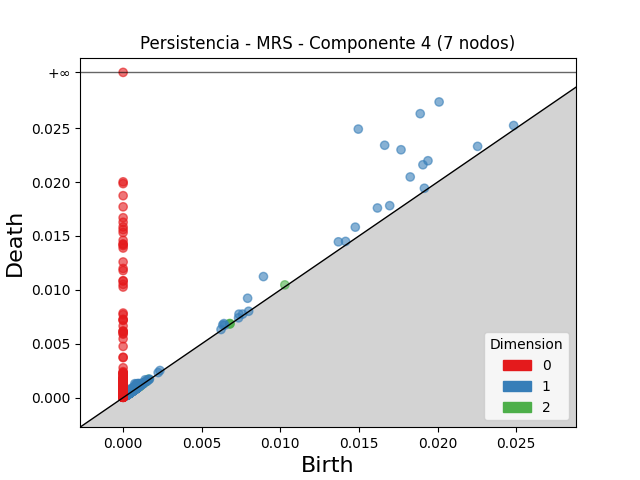 Persistencia - MRS - Componente 4 (7 nodos)
+∞
0.025
0.020
0.015
0.010
0.005
0.000
Death
0.000 0.005 0.010 0.015 0.020 0.025
Birth
Dimension
0
1
2